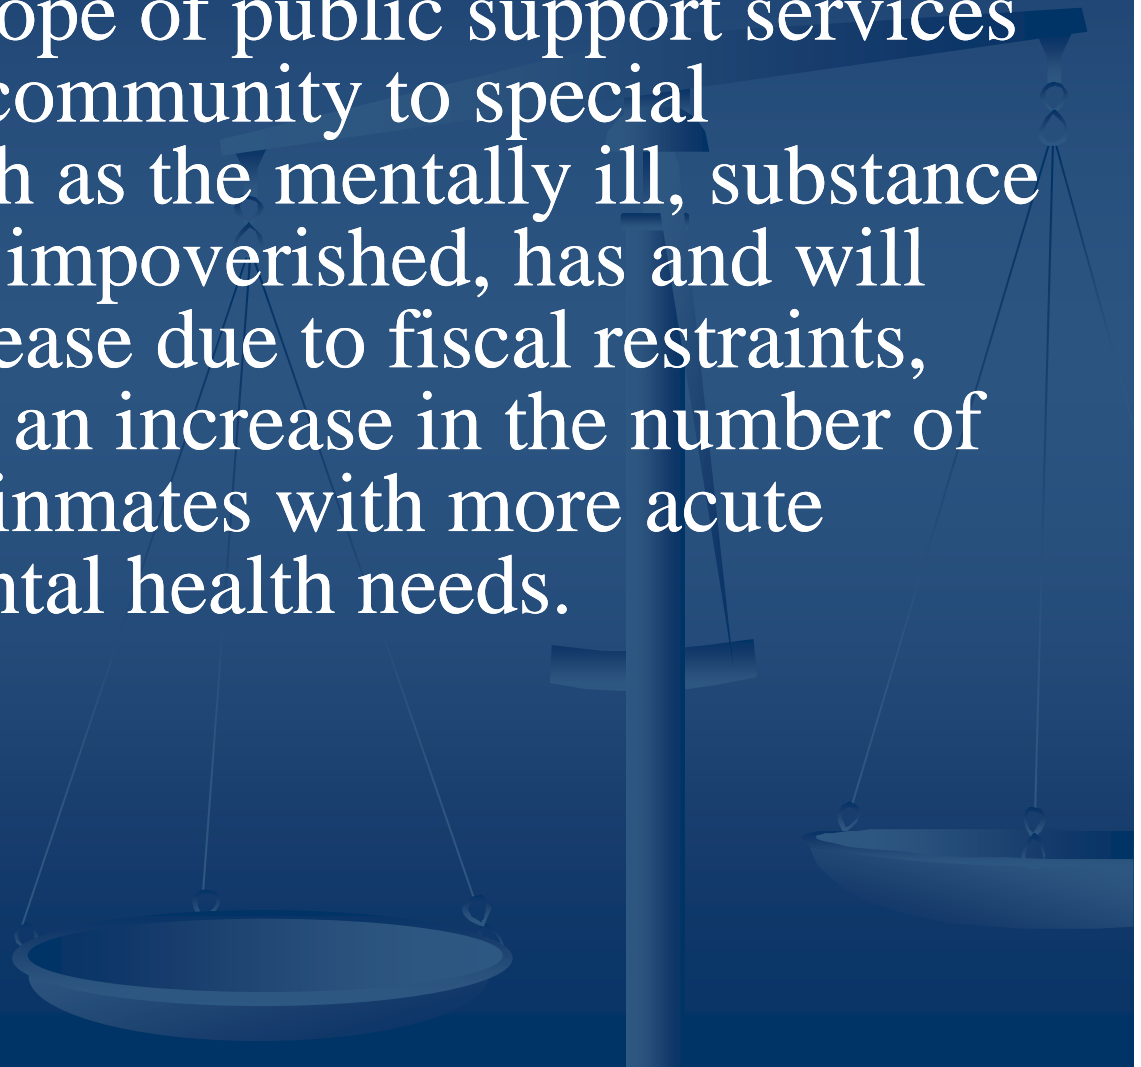 ope of public support services
community to special
h as the mentally ill, substance
impoverished, has and will
ease due to fiscal restraints,
an increase in the number of
inmates with more acute
ntal health needs.